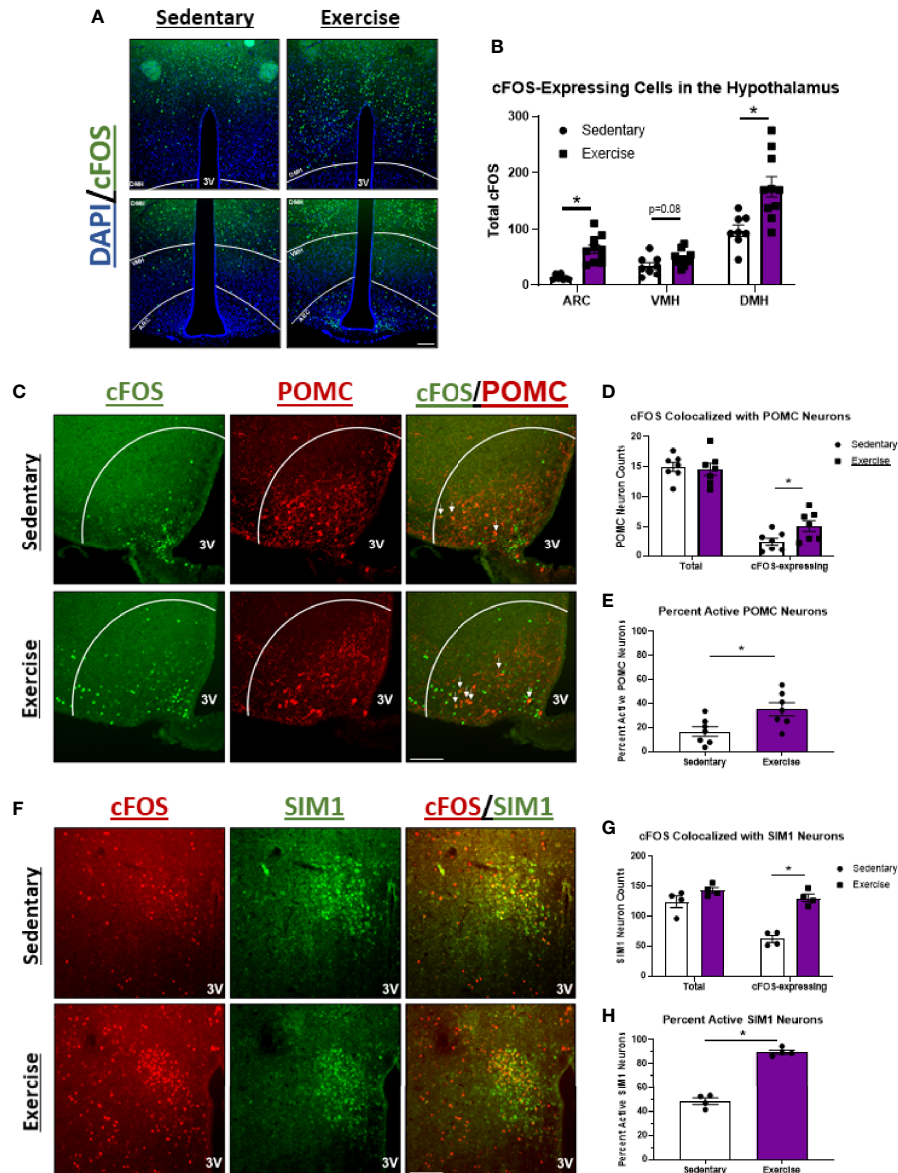 A
Sedentary
Exercise
DAPI/cFOS
DMH
3V
DMH
3V
DMH
VMH
ARC
DMH
VMH
ARC
B
cFOS-Expressing Cells in the Hypothalamus
Total cFOS
300
200
100
0
Sedentary
Exercise
*
p=0.08
*
ARC
VMH
DMH
C
cFOS
POMC
cFOS/POMC
Sedentary
3V
3V
3V
Exercise
3V
3V
3V
D
cFOS Colocalized with POMC Neurons
POMC Neuron Counts
20
15
10
5
0
*
Sedentary
Exercise
Total
cFOS-expressing
E
Percent Active POMC Neurons
Percent Active POMC Neurons
100
80
60
40
20
0
*
Sedentary
Exercise
F
cFOS
SIM1
cFOS/SIM1
Sedentary
3V
3V
3V
Exercise
3V
3V
3V
G
cFOS Colocalized with SIM1 Neurons
SIM1 Neuron Counts
200
150
100
50
0
*
Sedentary
Exercise
Total
cFOS-expressing
H
Percent Active SIM1 Neurons
Percent Active SIM1 Neurons
100
80
60
40
20
0
*
Sedentary
Exercise